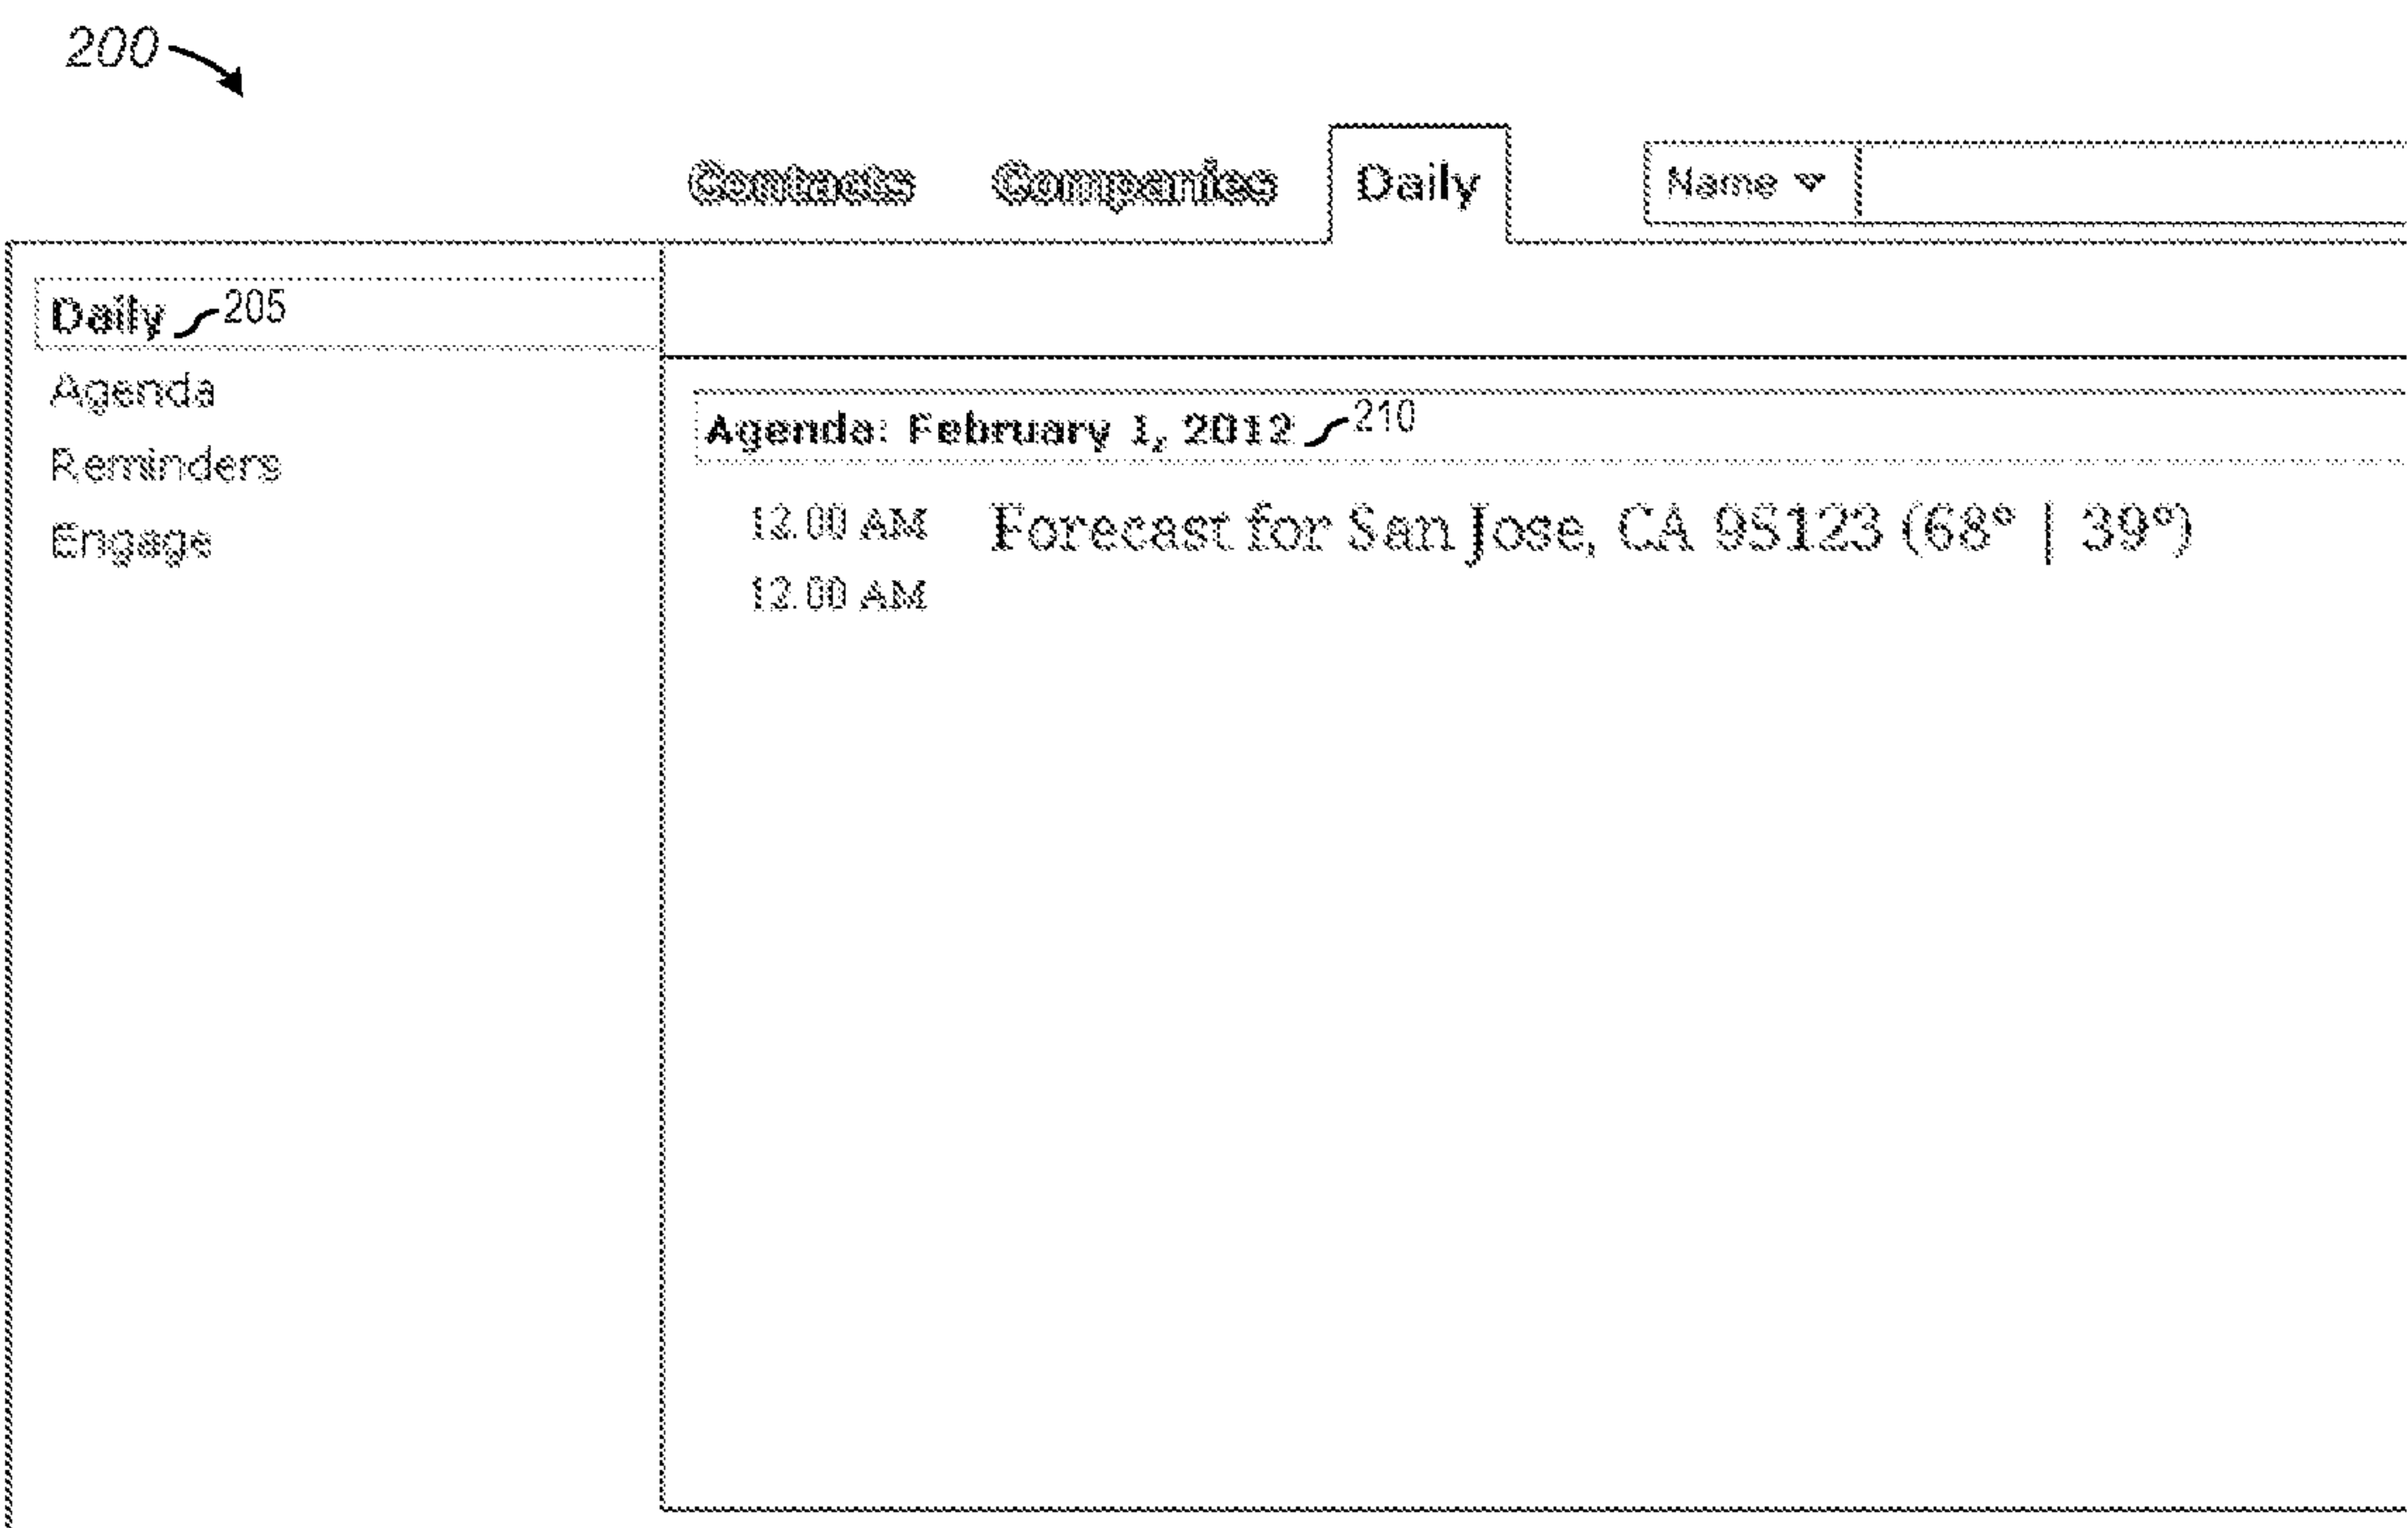 200
Contacts Companies Daily Name
Daily 205
Agenda
Reminders
Engage
Agenda: February 1, 2012 210
12.00 AM Forecast for San Jose, CA 95123 (68° | 39°)
12.00 AM